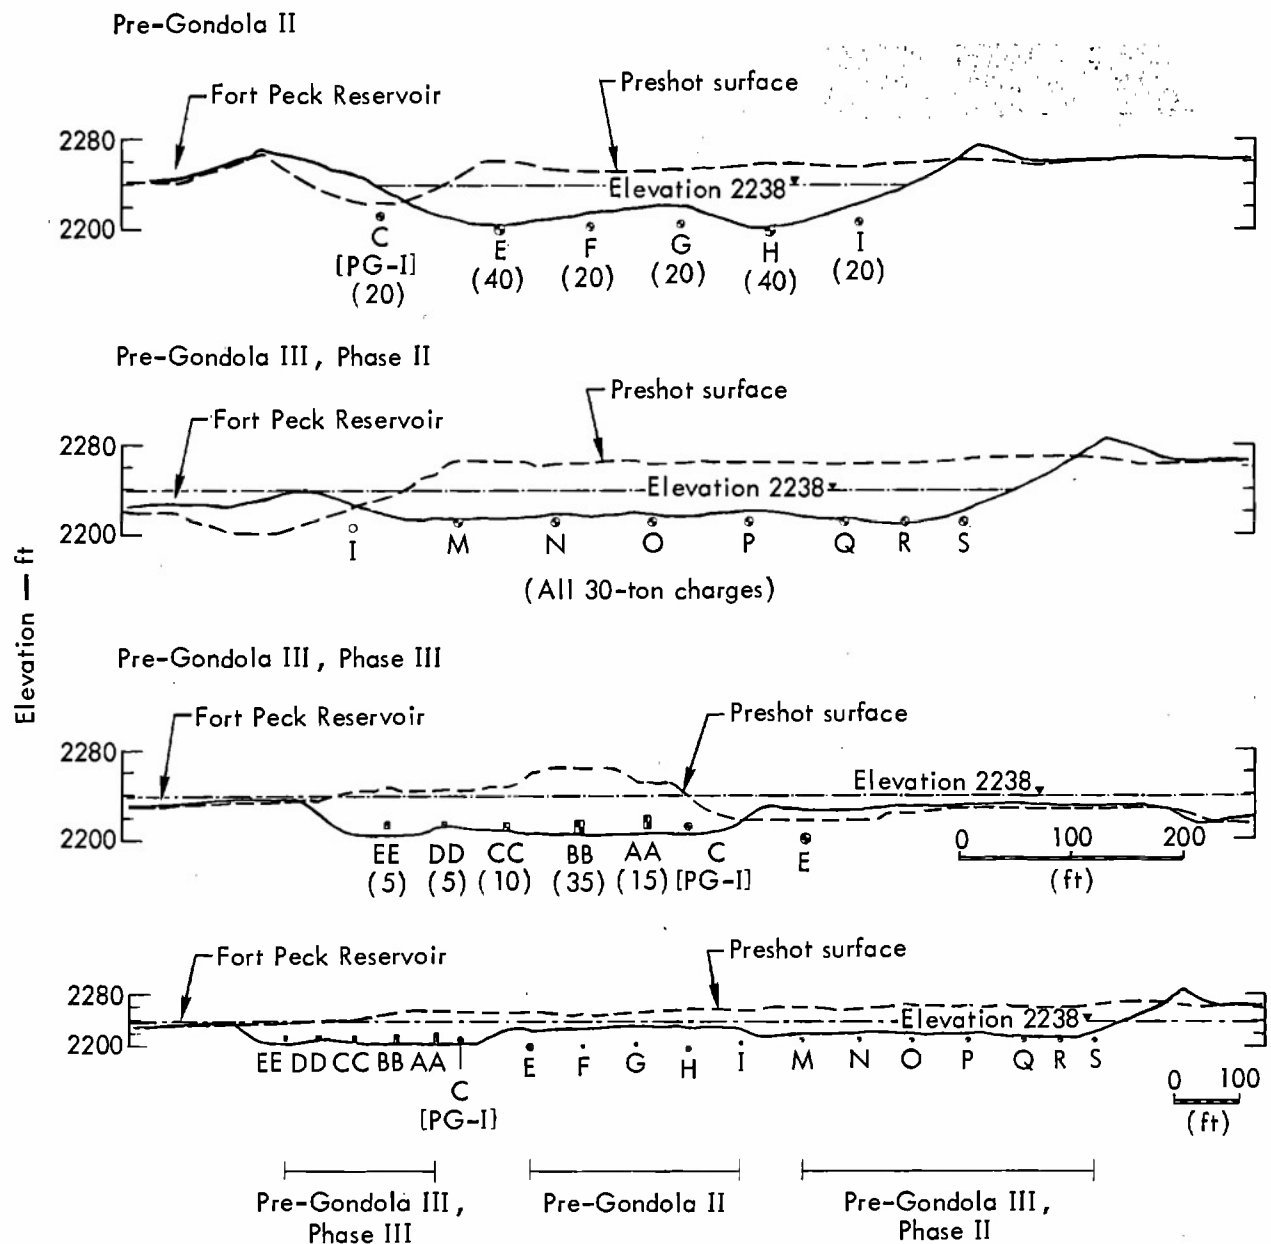 Pre-Gondola II
Fort Peck Reservoir
Preshot surface
2280
Elevation 2238
2200
C E F G H I
[PG-I] (40) (20) (20) (40) (20)
(20)
Pre-Gondola III, Phase II
Preshot surface
Fort Peck Reservoir
2280
Elevation 2238
2200
I M N O P Q R S
(All 30-ton charges)
Elevation — ft
Pre-Gondola III, Phase III
Fort Peck Reservoir
Preshot surface
2280
Elevation 2238
2200
0 100 200
(ft)
EE DD CC BB AA C E
(5) (5) (10) (35) (15) [PG-I]
Fort Peck Reservoir
Preshot surface
2280
Elevation 2238
2200
EE DD CC BB AA E F G H I M N O P Q R S
C
[PG-I]
0 100
(ft)
Pre-Gondola III,
Phase III
Pre-Gondola II
Pre-Gondola III,
Phase II